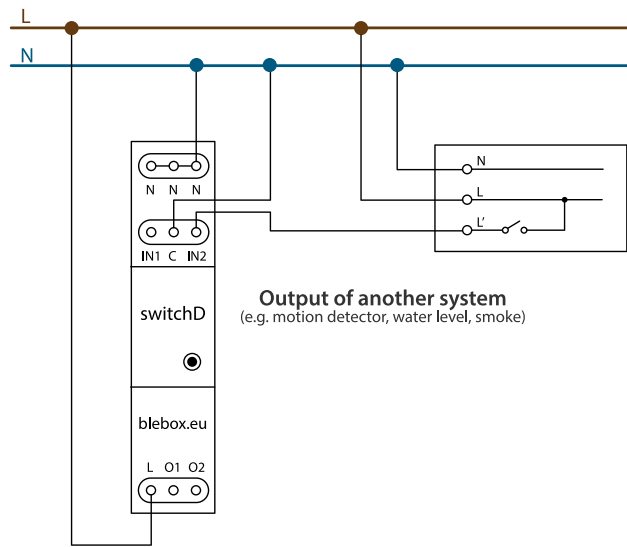 L
N
N N N
IN1 C IN2
switchD
blebox.eu
L O1 O2
Output of another system
(e.g. motion detector, water level, smoke)
N
L
L'